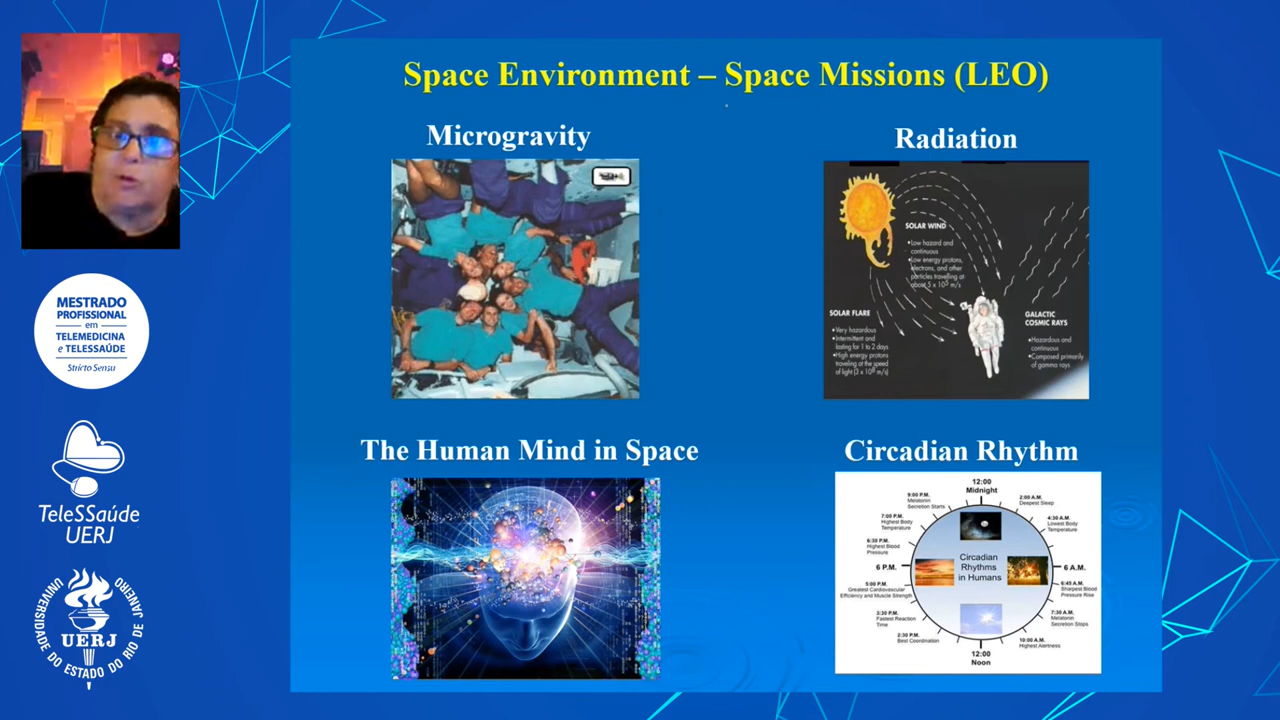 Space Environment – Space Missions (LEO)
Microgravity
Radiation
SOLAR WIND
•Low hazard and
continuous
•Low energy protons,
electrons, and other
particles travelling at
about 5 x 10⁵ m/s
SOLAR FLARE
•Very hazardous
•Intermittent and
lasting for 1 to 2 days
•High energy protons
traveling at the speed
of light (3 x 10⁸ m/s)
GALACTIC
COSMIC RAYS
•Hazardous and
continuous
•Composed primarily
of gamma rays
The Human Mind in Space
Circadian Rhythm
12:00
Midnight
9:00 P.M.
Melatonin
Secretion Starts
2:00 A.M.
Deepest Sleep
7:00 P.M.
Highest Body
Temperature
4:30 A.M.
Lowest Body
Temperature
6:30 P.M.
Highest Blood
Pressure
Circadian
Rhythms
in Humans
6 P.M.
6 A.M.
5:00 P.M.
Greatest Cardiovascular
Efficiency and Muscle Strength
6:45 A.M.
Sharpest Blood
Pressure Rise
3:30 P.M.
Fastest Reaction
Time
7:30 A.M.
Melatonin
Secretion Stops
2:30 P.M.
Best Coordination
10:00 A.M.
Highest Alertness
12:00
Noon
MESTRADO
PROFISSIONAL
em
TELEMEDICINA
e TELESSAÚDE
Stricto Sensu
TeleSSaúde
UERJ
UERJ
UNIVERSIDADE DO ESTADO DO RIO DE JANEIRO